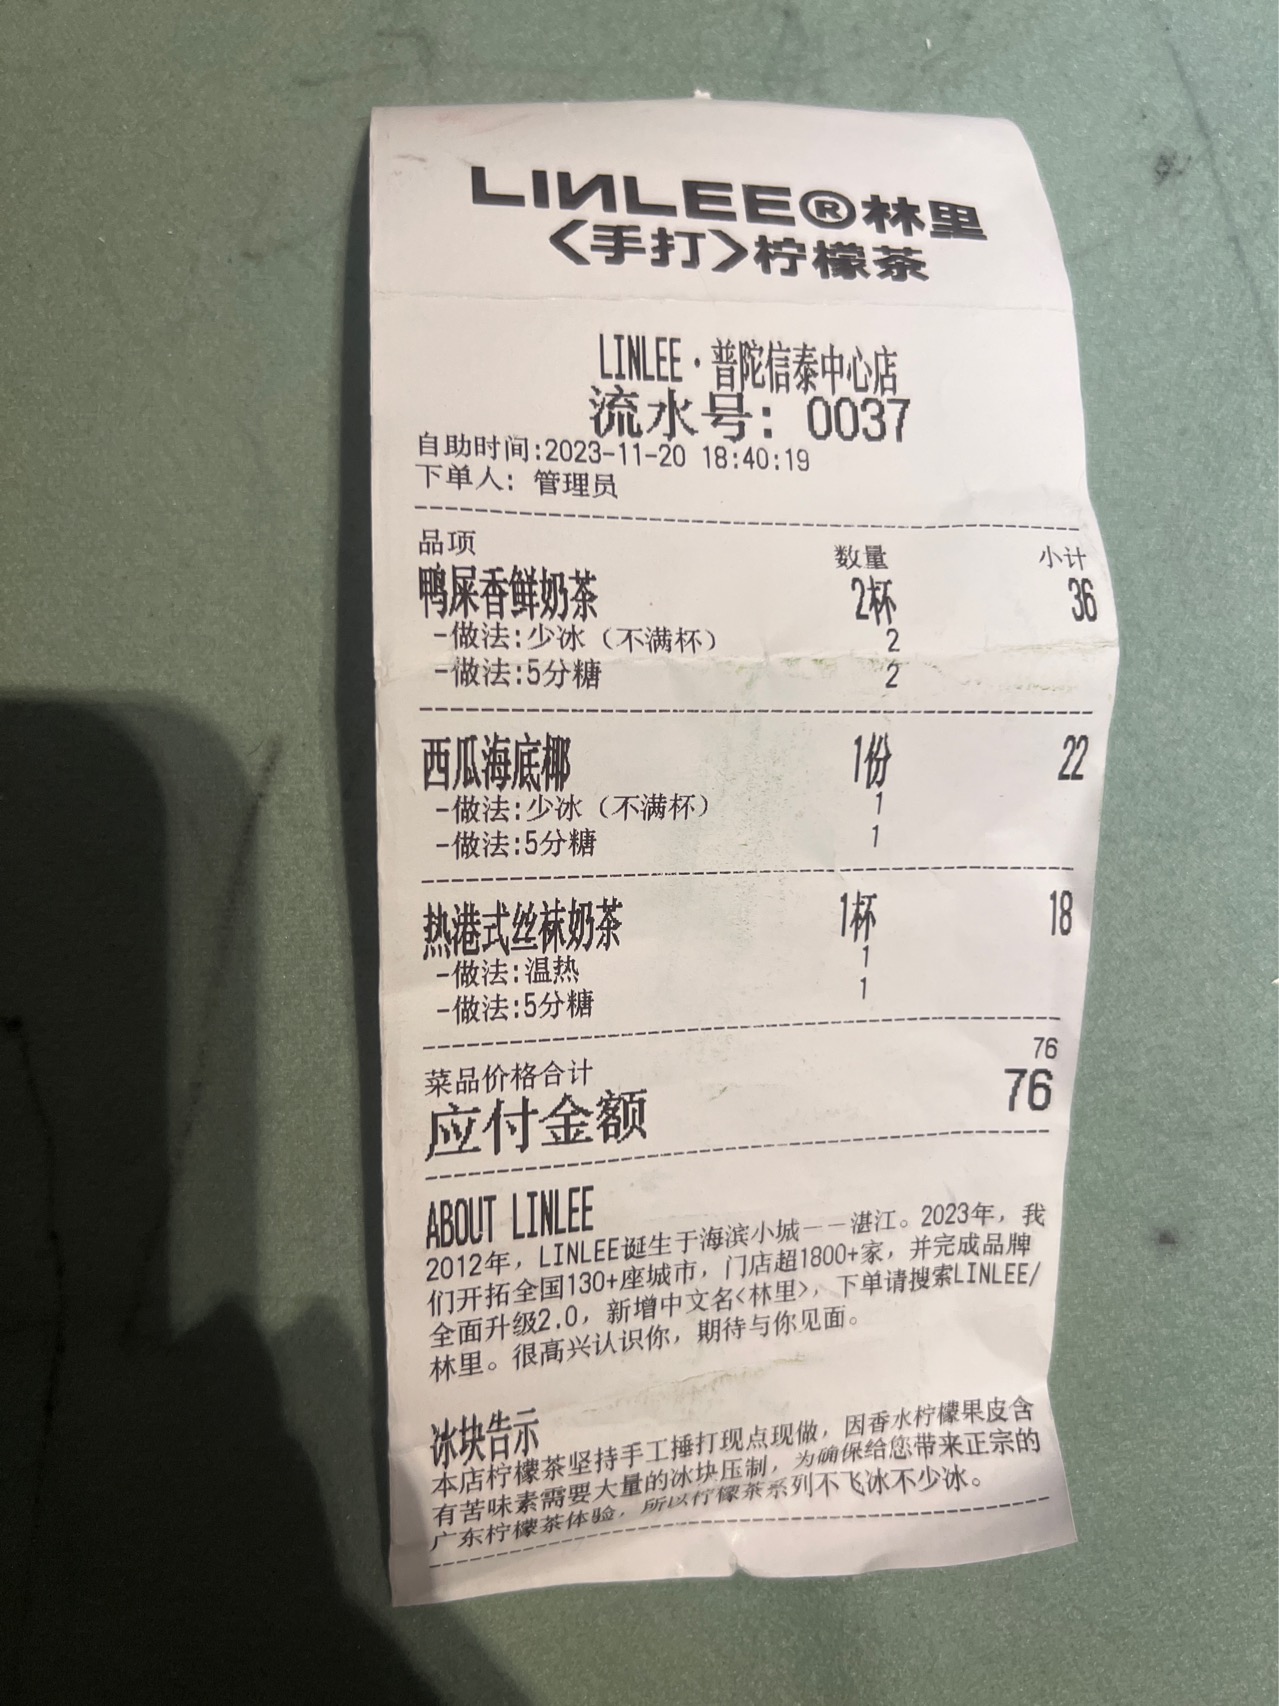 LINLEE®林里
<手打>柠檬茶
LINLEE·普陀信泰中心店
流水号: 0037
自助时间:2023-11-20 18:40:19
下单人: 管理员
品项 数量 小计
鸭屎香鲜奶茶 2杯 36
-做法:少冰（不满杯） 2
-做法:5分糖 2
西瓜海底椰 1份 22
-做法:少冰（不满杯） 1
-做法:5分糖 1
热港式丝袜奶茶 1杯 18
-做法:温热 1
-做法:5分糖 1
菜品价格合计 76
应付金额 76
ABOUT LINLEE
2012年，LINLEE诞生于海滨小城——湛江。2023年，我
们开拓全国130+座城市，门店超1800+家，并完成品牌
全面升级2.0，新增中文名<林里>，下单请搜索LINLEE/
林里。很高兴认识你，期待与你见面。
冰块告示
本店柠檬茶坚持手工捶打现点现做，因香水柠檬果皮含
有苦味素需要大量的冰块压制，为确保给您带来正宗的
广东柠檬茶体验，所以柠檬茶系列不飞冰不少冰。